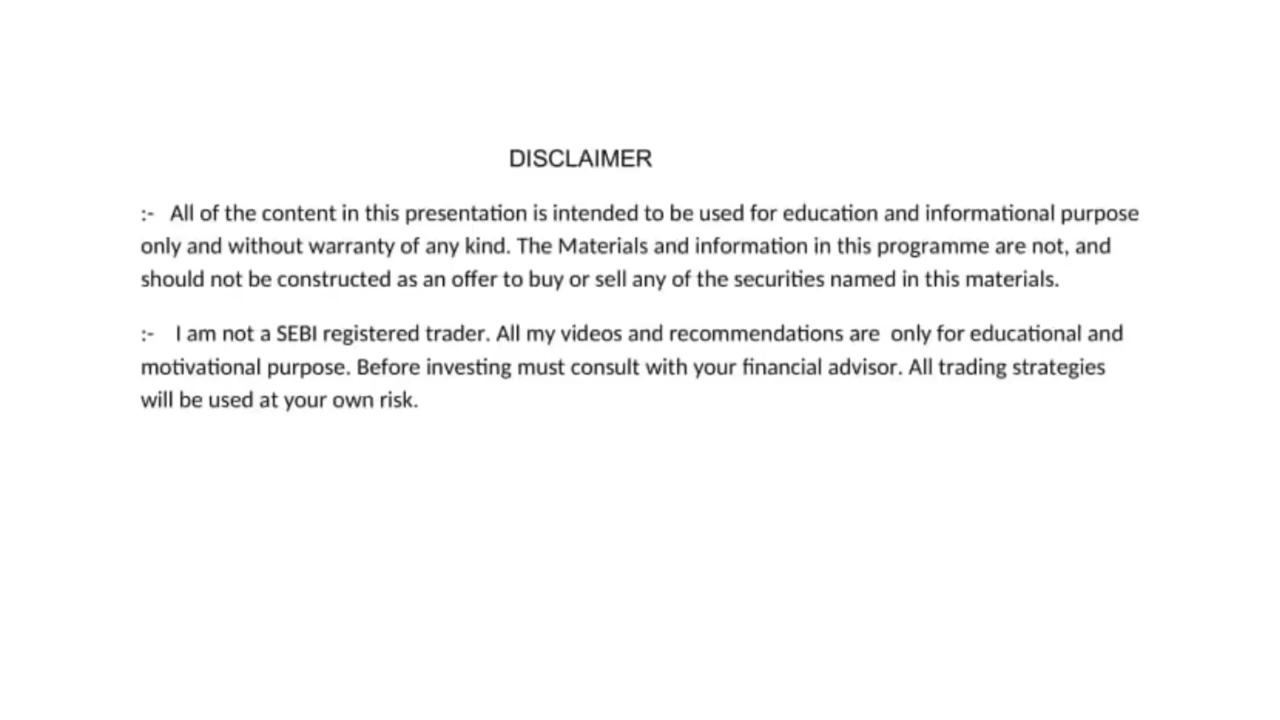 DISCLAIMER
:- All of the content in this presentation is intended to be used for education and informational purpose
only and without warranty of any kind. The Materials and information in this programme are not, and
should not be constructed as an offer to buy or sell any of the securities named in this materials.
:- I am not a SEBI registered trader. All my videos and recommendations are only for educational and
motivational purpose. Before investing must consult with your financial advisor. All trading strategies
will be used at your own risk.